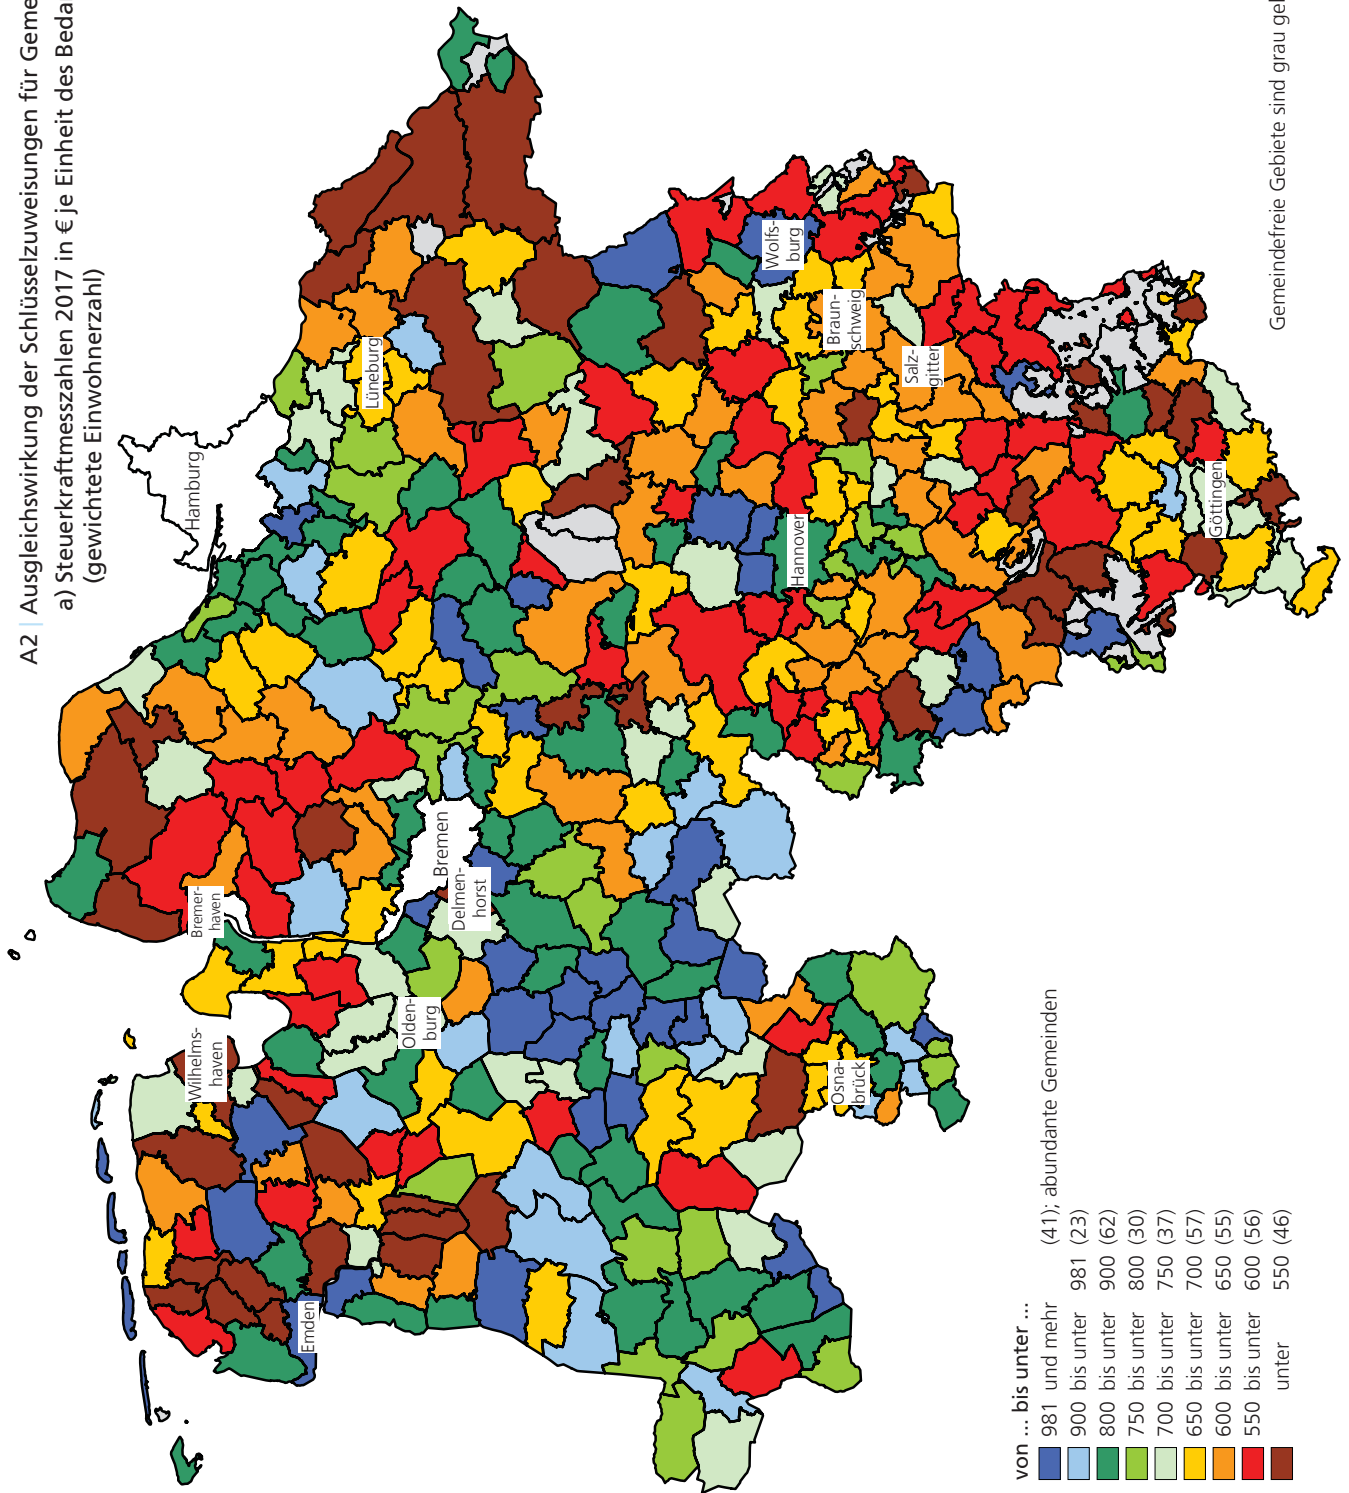 A2 | Ausgleichswirkung der Schlüsselzuweisungen für Geme
a) Steuerkraftmesszahlen 2017 in € je Einheit des Beda
(gewichtete Einwohnerzahl)
Hamburg
Lüneburg
Bremer-
haven
Wilhelms-
haven
Emden
Olden-
burg
Bremen
Delmen-
horst
Wolfs-
burg
Braun-
schweig
Salz-
gitter
Hannover
Osna-
brück
Göttingen
von ... bis unter ...
981 und mehr (41); abundante Gemeinden
900 bis unter 981 (23)
800 bis unter 900 (62)
750 bis unter 800 (30)
700 bis unter 750 (37)
650 bis unter 700 (57)
600 bis unter 650 (55)
550 bis unter 600 (56)
unter 550 (46)
Gemeindefreie Gebiete sind grau